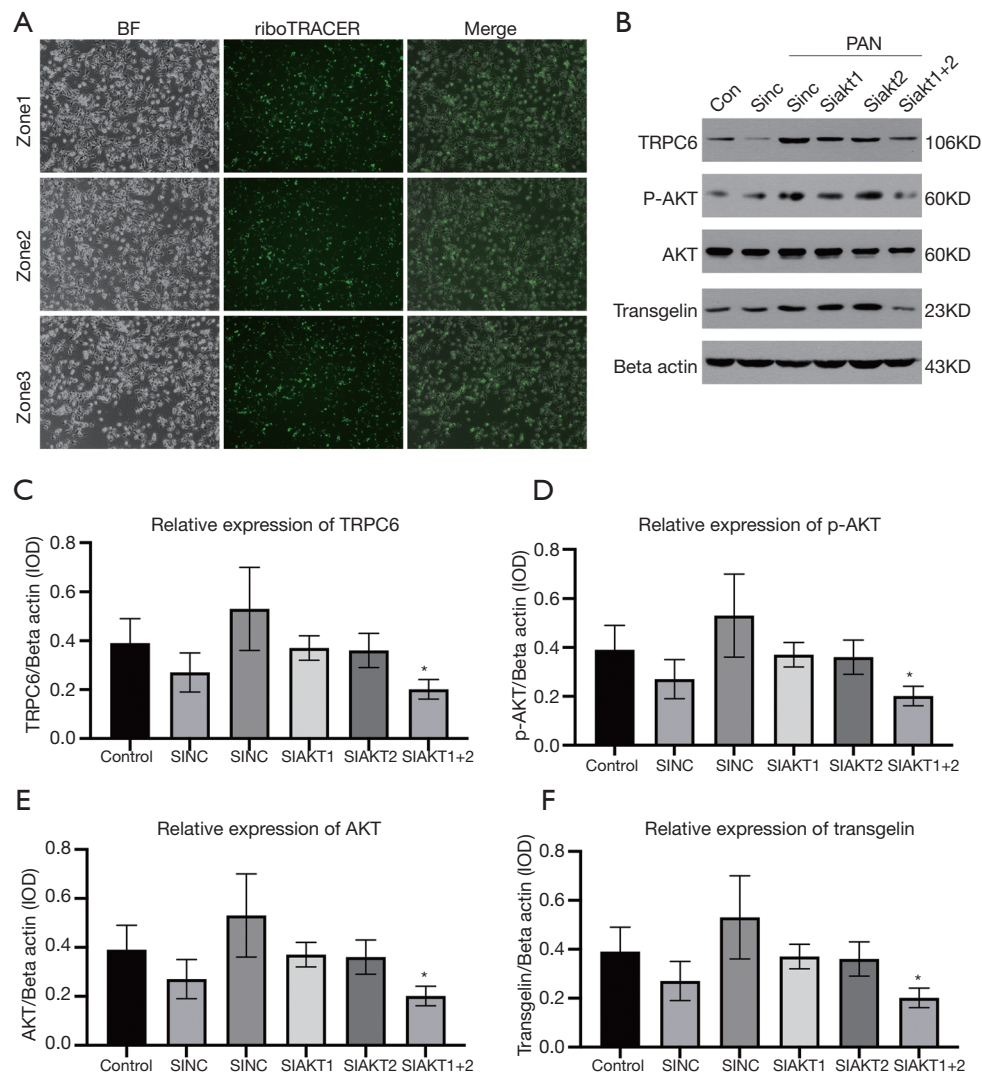 A
BF
riboTRACER
Merge
Zone1
Zone2
Zone3
B
PAN
Con
Sinc
Sinc
Siakt1
Siakt2
Siakt1+2
TRPC6
106KD
P-AKT
60KD
AKT
60KD
Transgelin
23KD
Beta actin
43KD
C
Relative expression of TRPC6
TRPC6/Beta actin (IOD)
0.8
0.6
0.4
0.2
0.0
*
Control SINC SINC SIAKT1 SIAKT2 SIAKT1+2
D
Relative expression of p-AKT
p-AKT/Beta actin (IOD)
0.8
0.6
0.4
0.2
0.0
*
Control SINC SINC SIAKT1 SIAKT2 SIAKT1+2
E
Relative expression of AKT
AKT/Beta actin (IOD)
0.8
0.6
0.4
0.2
0.0
*
Control SINC SINC SIAKT1 SIAKT2 SIAKT1+2
F
Relative expression of transgelin
Transgelin/Beta actin (IOD)
0.8
0.6
0.4
0.2
0.0
*
Control SINC SINC SIAKT1 SIAKT2 SIAKT1+2